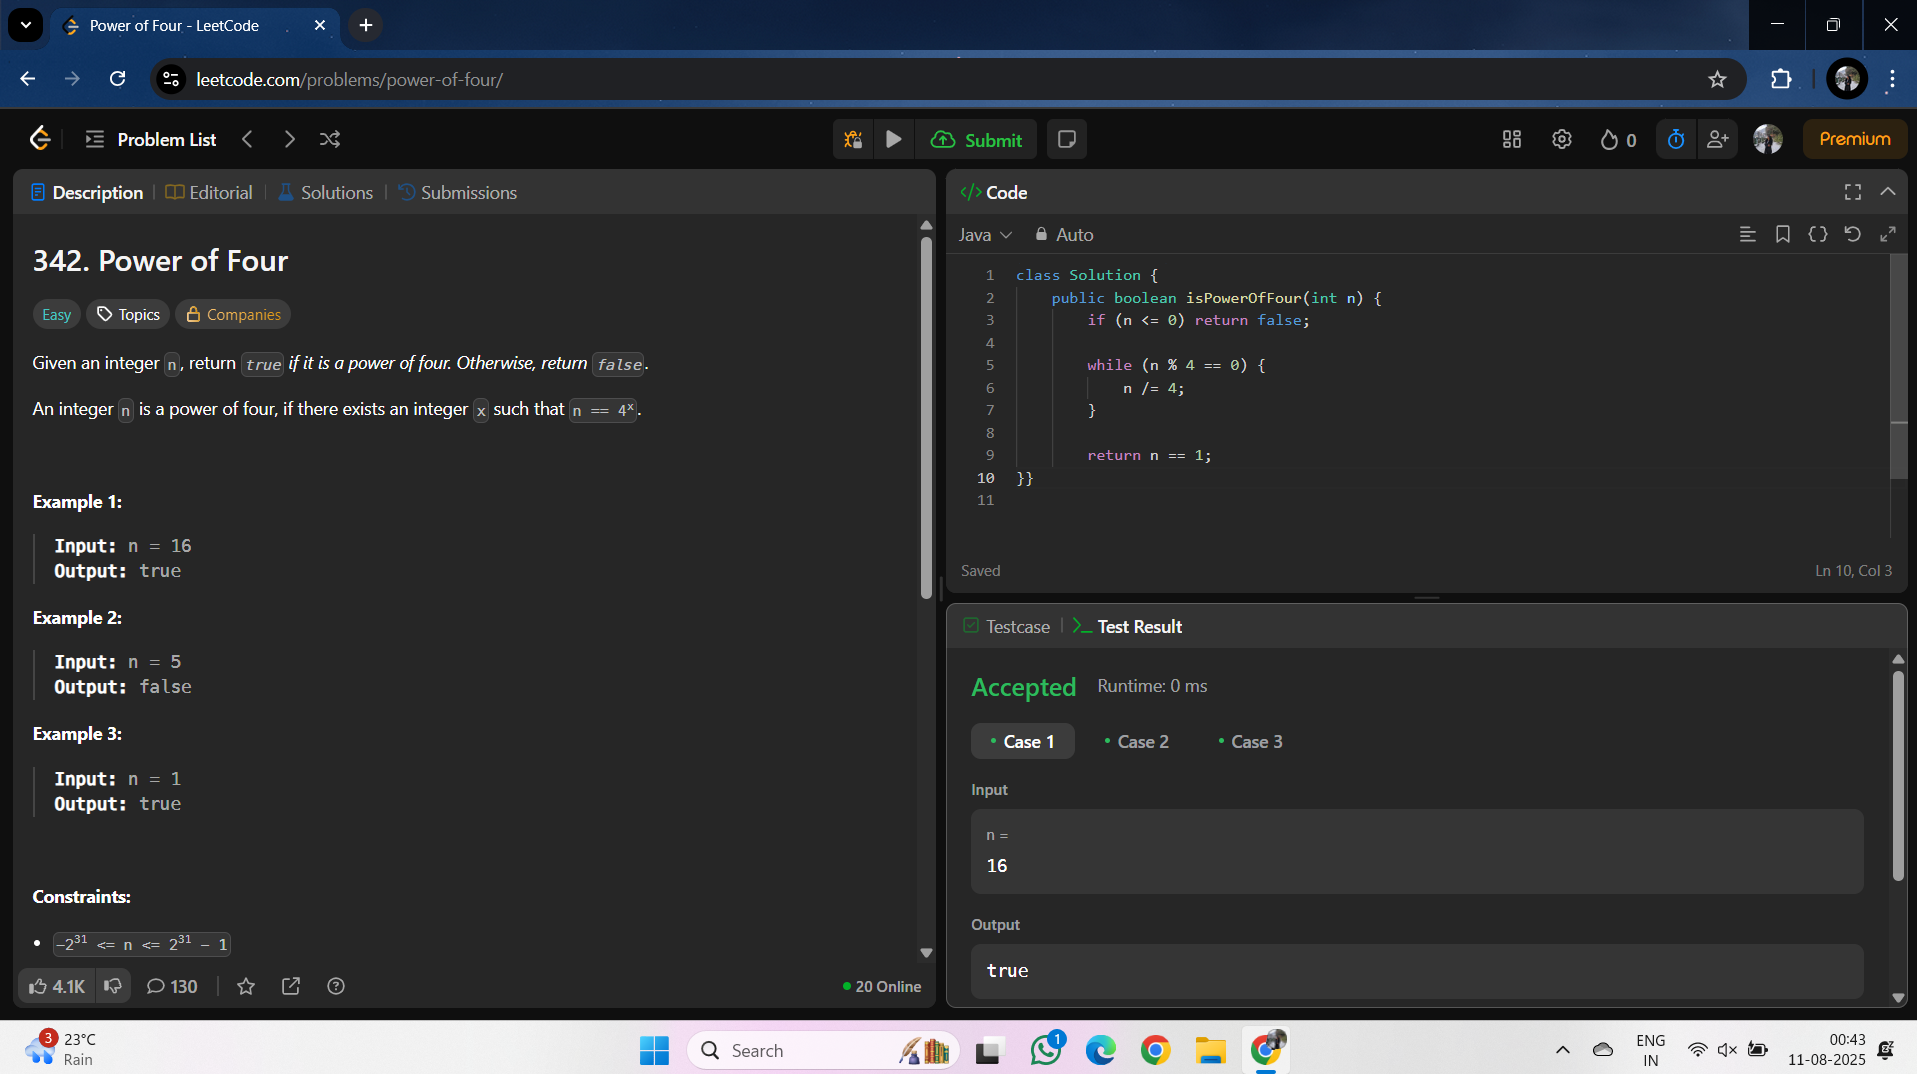 Power of Four - LeetCode
leetcode.com/problems/power-of-four/
Problem List
Submit
0
Premium
Description
Editorial
Solutions
Submissions
342. Power of Four
Easy
Topics
Companies
Given an integer n, return true if it is a power of four. Otherwise, return false.
An integer n is a power of four, if there exists an integer x such that n == 4ˣ.
Example 1:
Input: n = 16
Output: true
Example 2:
Input: n = 5
Output: false
Example 3:
Input: n = 1
Output: true
Constraints:
• -2³¹ <= n <= 2³¹ - 1
4.1K
130
20 Online
</> Code
Java
Auto
1 class Solution {
2 public boolean isPowerOfFour(int n) {
3 if (n <= 0) return false;
4
5 while (n % 4 == 0) {
6 n /= 4;
7 }
8
9 return n == 1;
10 }}
11
Saved
Ln 10, Col 3
Testcase
Test Result
Accepted
Runtime: 0 ms
Case 1
Case 2
Case 3
Input
n =
16
Output
true
3
23°C
Rain
Search
1
ENG
IN
00:43
11-08-2025